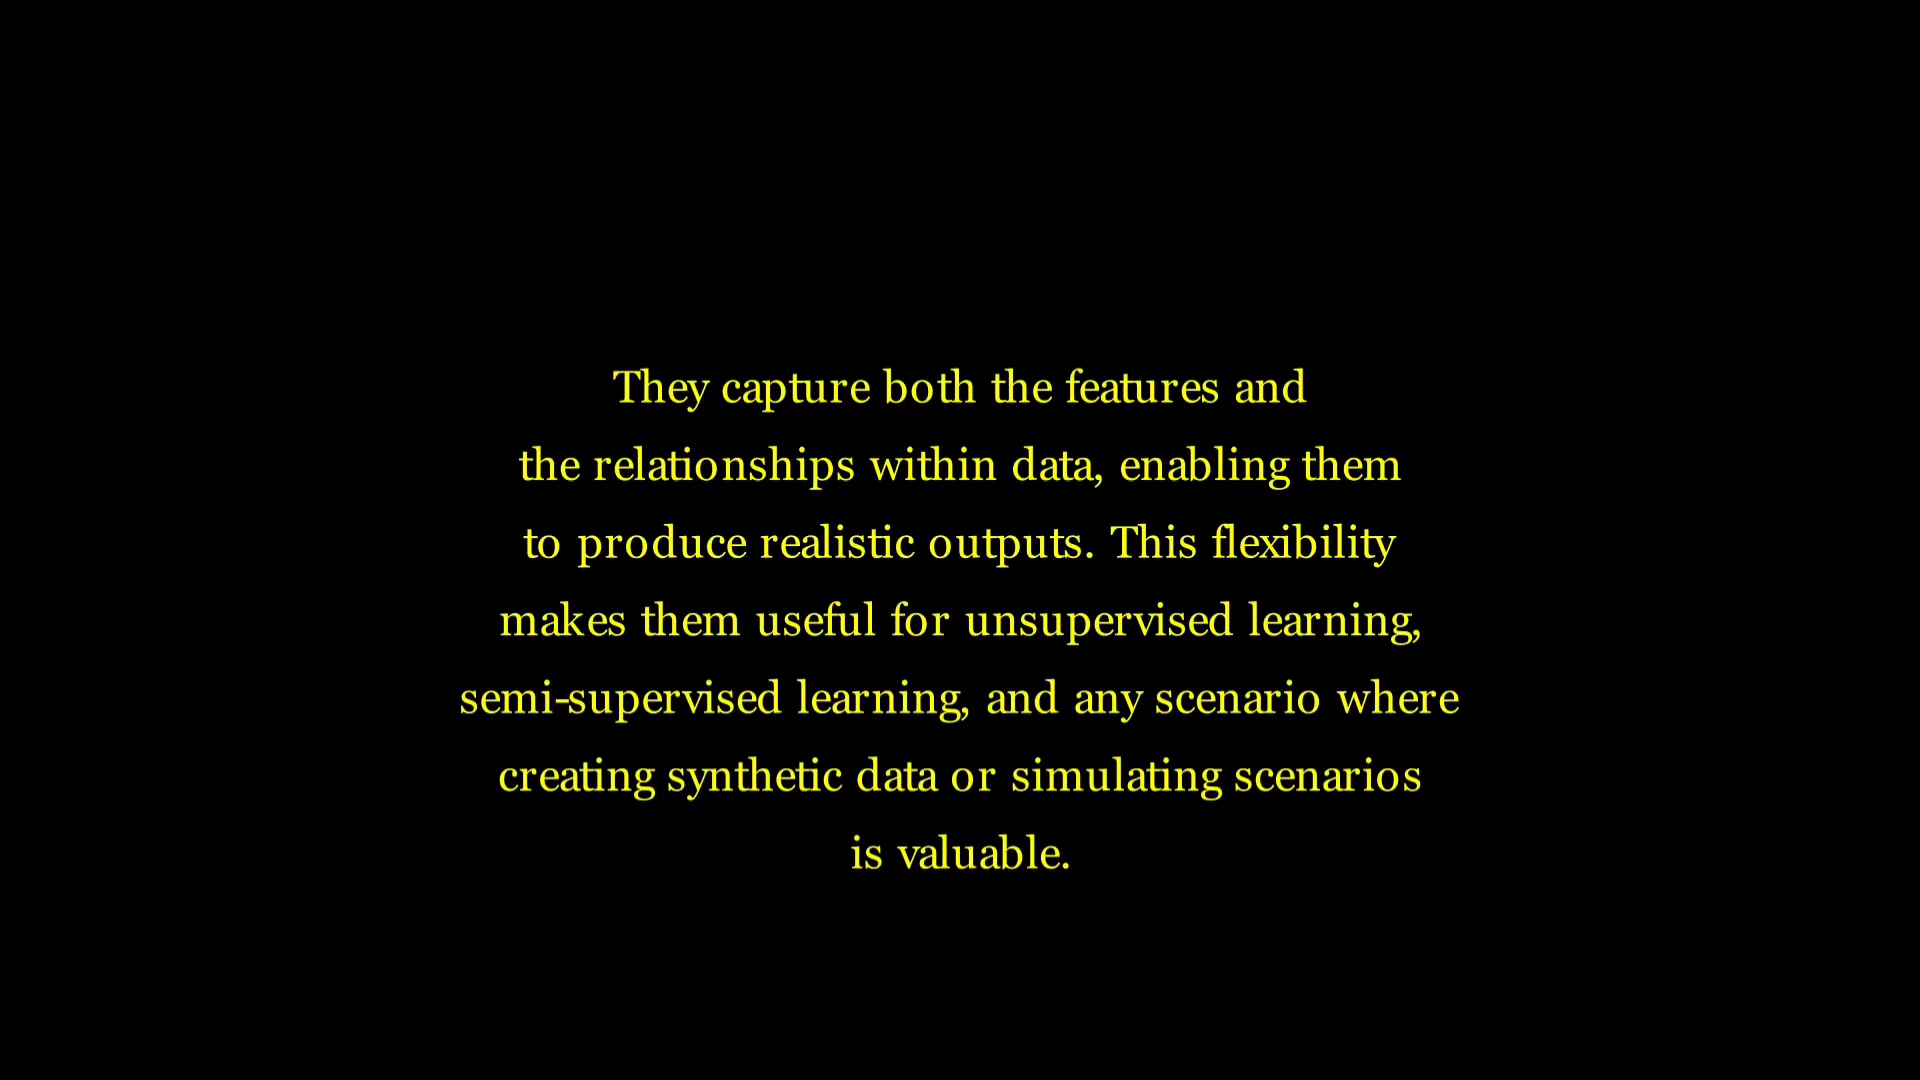 They capture both the features and
the relationships within data, enabling them
to produce realistic outputs. This flexibility
makes them useful for unsupervised learning,
semi-supervised learning, and any scenario where
creating synthetic data or simulating scenarios
is valuable.